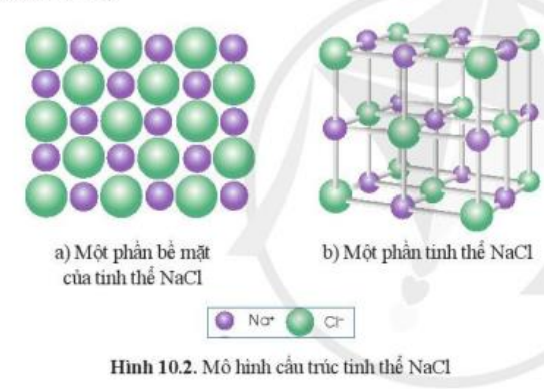 a) Một phần bề mặt
của tinh thể NaCl
b) Một phần tinh thể NaCl
Na⁺
Cl⁻
Hình 10.2. Mô hình cấu trúc tinh thể NaCl